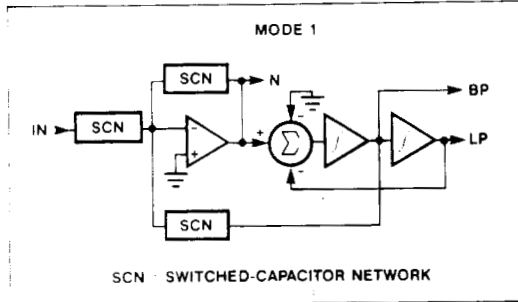 MODE 1
SCN
N
BP
IN
SCN
-
+
+
-
Σ
-
∫
∫
LP
SCN
SCN - SWITCHED-CAPACITOR NETWORK